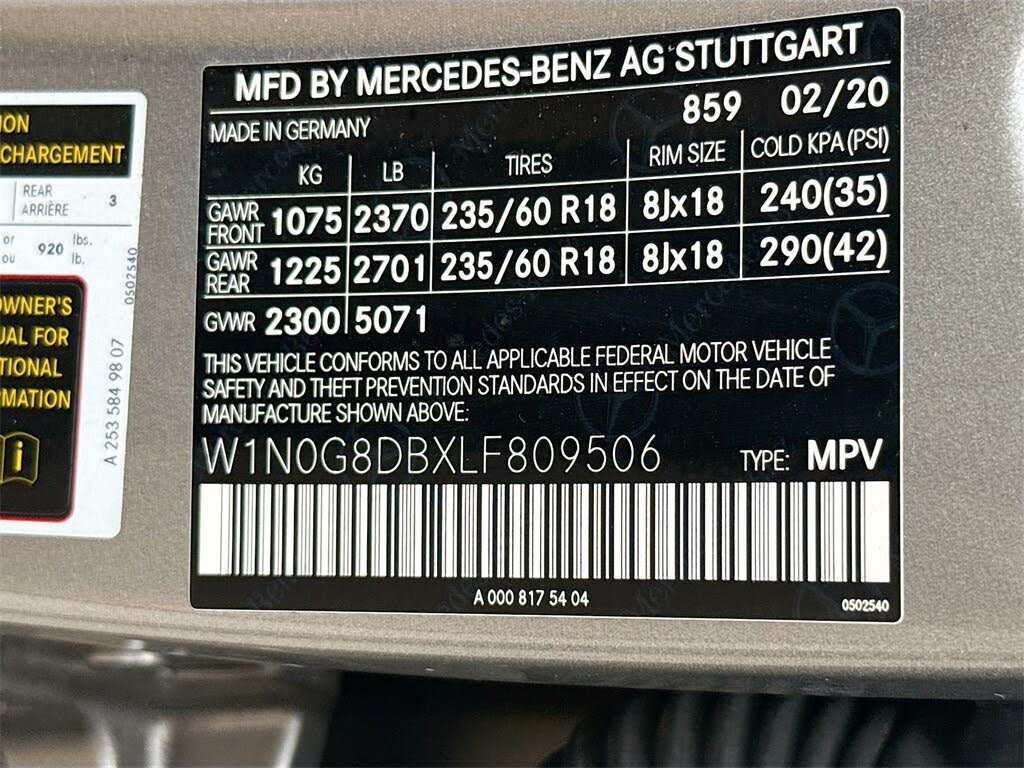 ION
CHARGEMENT
REAR
ARRIÈRE 3
or
ou 920 lbs.
lb.
OWNER'S
UAL FOR
TIONAL
MATION
i
0502540
A 253 584 98 07
MFD BY MERCEDES-BENZ AG STUTTGART
859 02/20
MADE IN GERMANY
KG LB TIRES RIM SIZE COLD KPA (PSI)
GAWR
FRONT 1075 2370 235/60 R18 8Jx18 240(35)
GAWR
REAR 1225 2701 235/60 R18 8Jx18 290(42)
GVWR 2300 5071
THIS VEHICLE CONFORMS TO ALL APPLICABLE FEDERAL MOTOR VEHICLE
SAFETY AND THEFT PREVENTION STANDARDS IN EFFECT ON THE DATE OF
MANUFACTURE SHOWN ABOVE:
W1N0G8DBXLF809506 TYPE: MPV
A 000 817 54 04
0502540